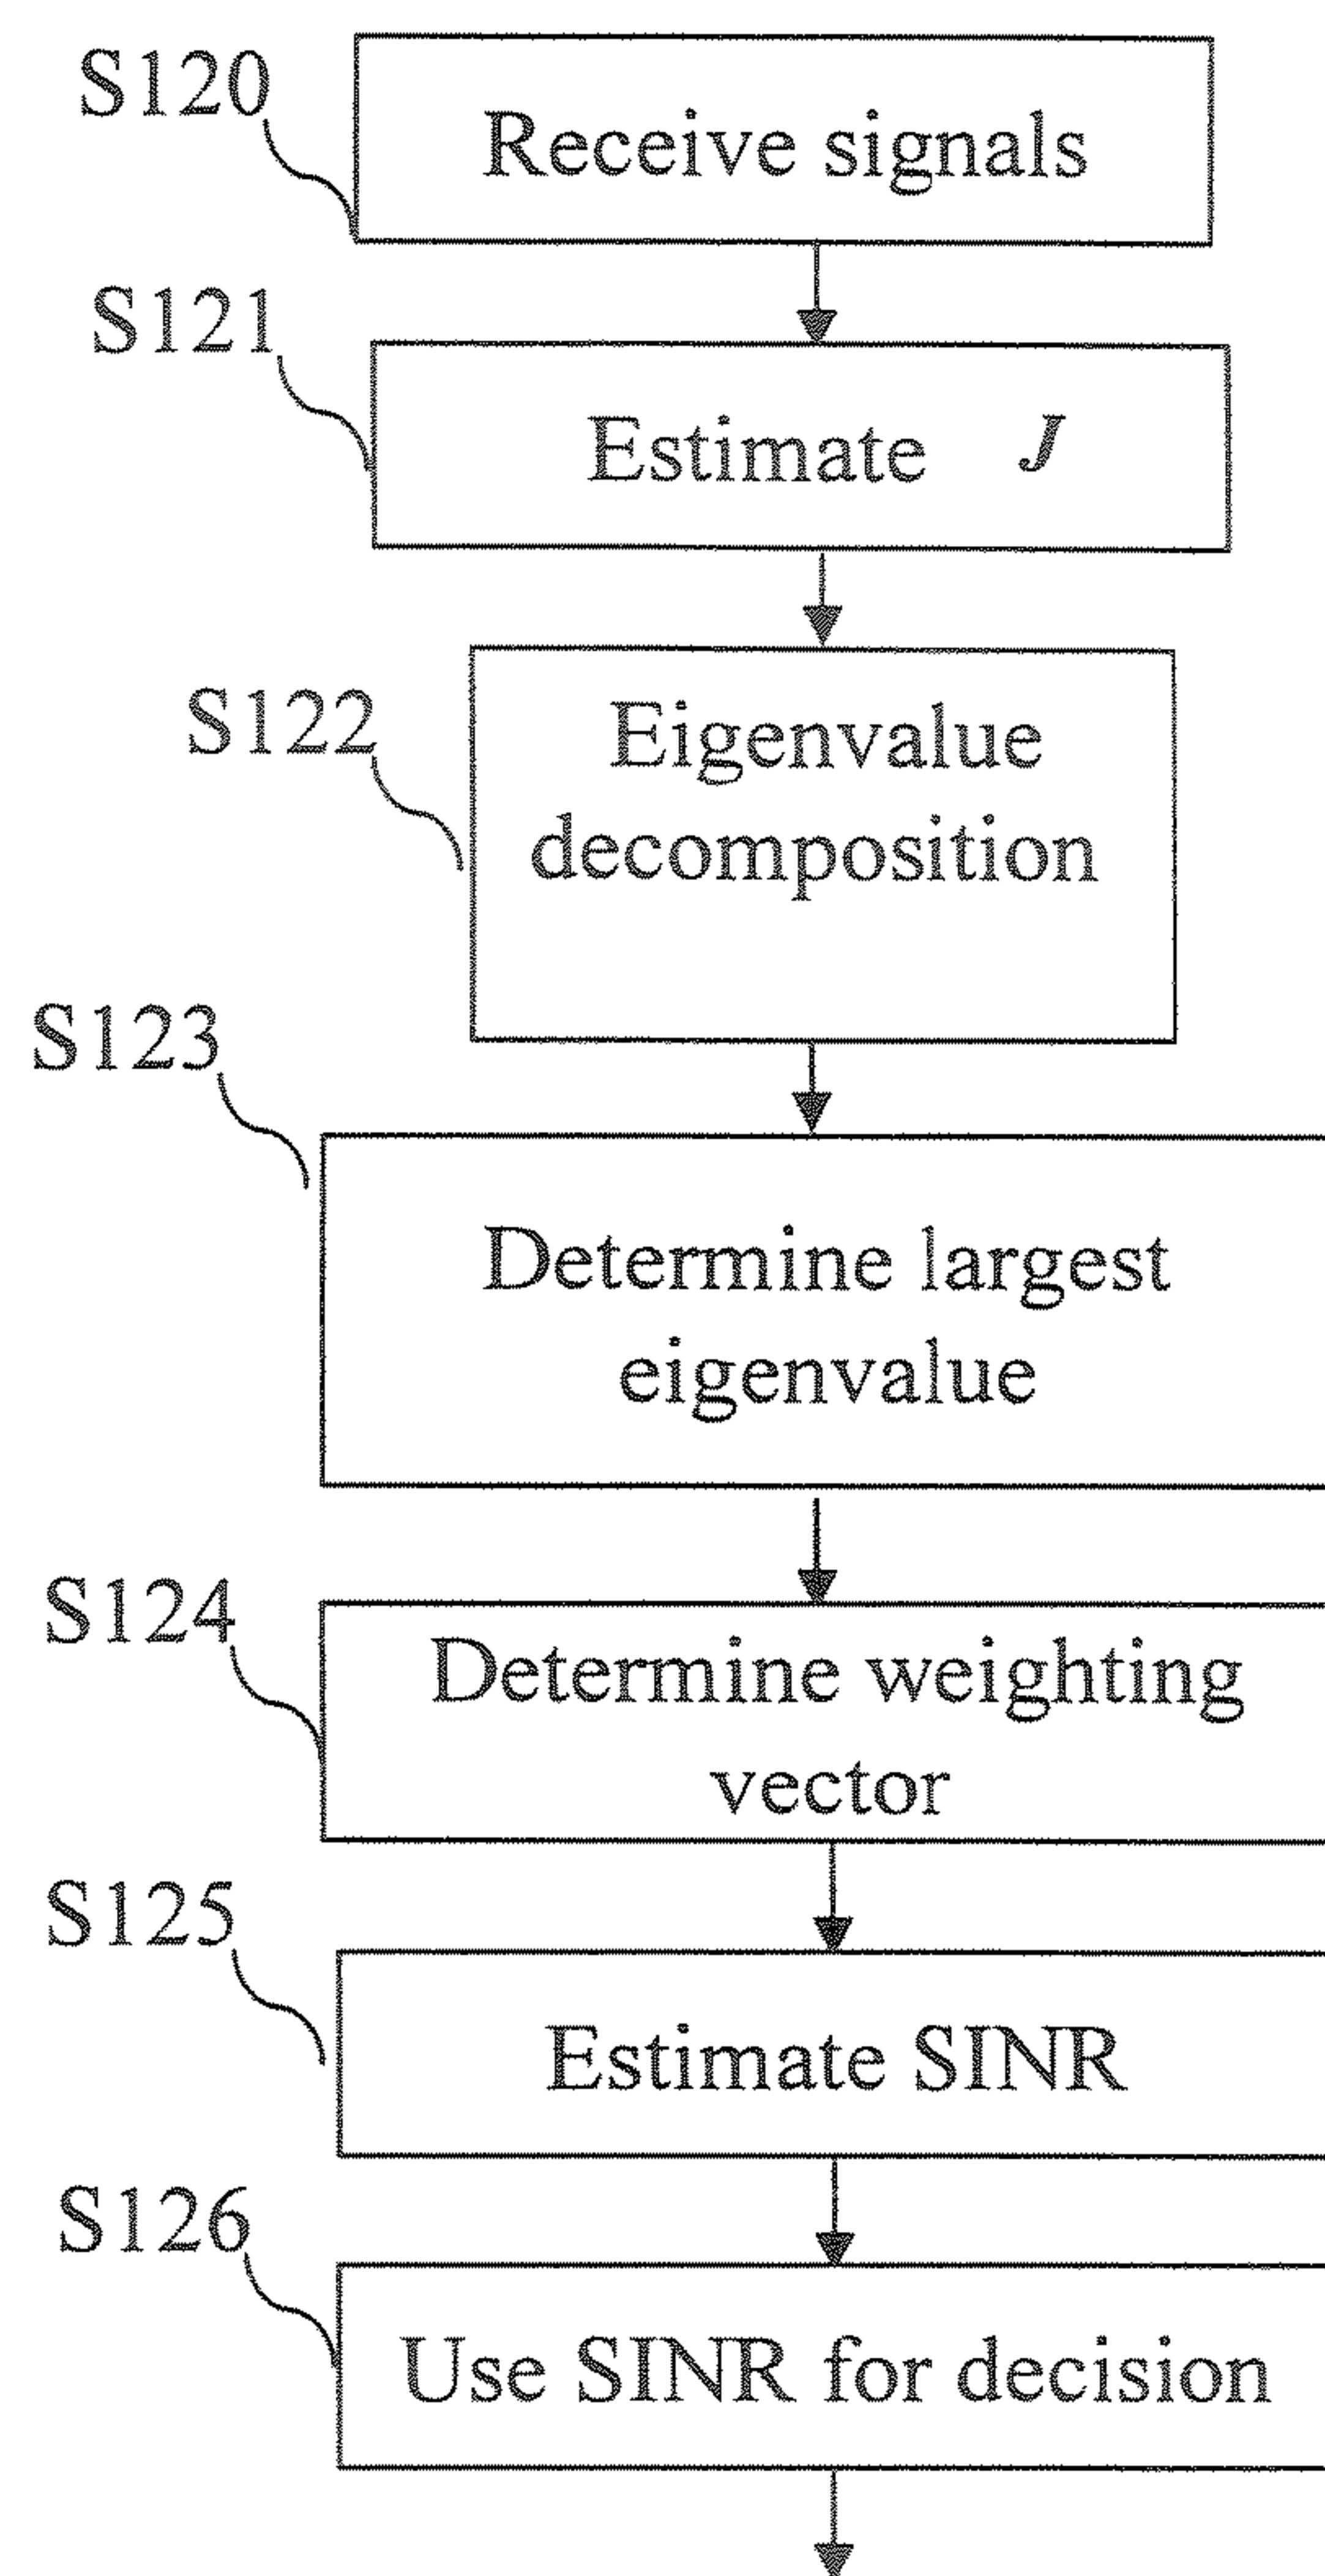 S120
Receive signals
S121
Estimate J
S122
Eigenvalue
decomposition
S123
Determine largest
eigenvalue
S124
Determine weighting
vector
S125
Estimate SINR
S126
Use SINR for decision